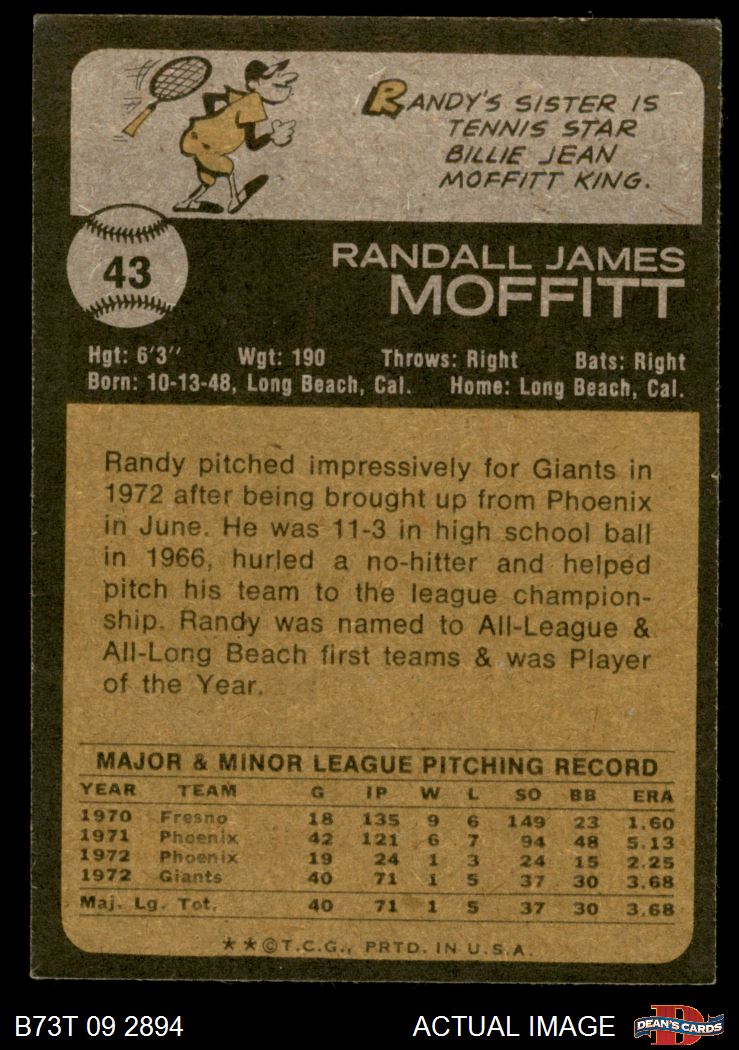 RANDY'S SISTER IS
TENNIS STAR
BILLIE JEAN
MOFFITT KING.
43
RANDALL JAMES
MOFFITT
Hgt: 6'3" Wgt: 190 Throws: Right Bats: Right
Born: 10-13-48, Long Beach, Cal. Home: Long Beach, Cal.
Randy pitched impressively for Giants in
1972 after being brought up from Phoenix
in June. He was 11-3 in high school ball
in 1966, hurled a no-hitter and helped
pitch his team to the league champion-
ship. Randy was named to All-League &
All-Long Beach first teams & was Player
of the Year.
MAJOR & MINOR LEAGUE PITCHING RECORD
YEAR TEAM G IP W L SO BB ERA
1970 Fresno 18 135 9 6 149 23 1.60
1971 Phoenix 42 121 6 7 94 48 5.13
1972 Phoenix 19 24 1 3 24 15 2.25
1972 Giants 40 71 1 5 37 30 3.68
Maj. Lg. Tot. 40 71 1 5 37 30 3.68
★★©T.C.G., PRTD. IN U.S.A.
B73T 09 2894 ACTUAL IMAGE DEAN'S CARDS